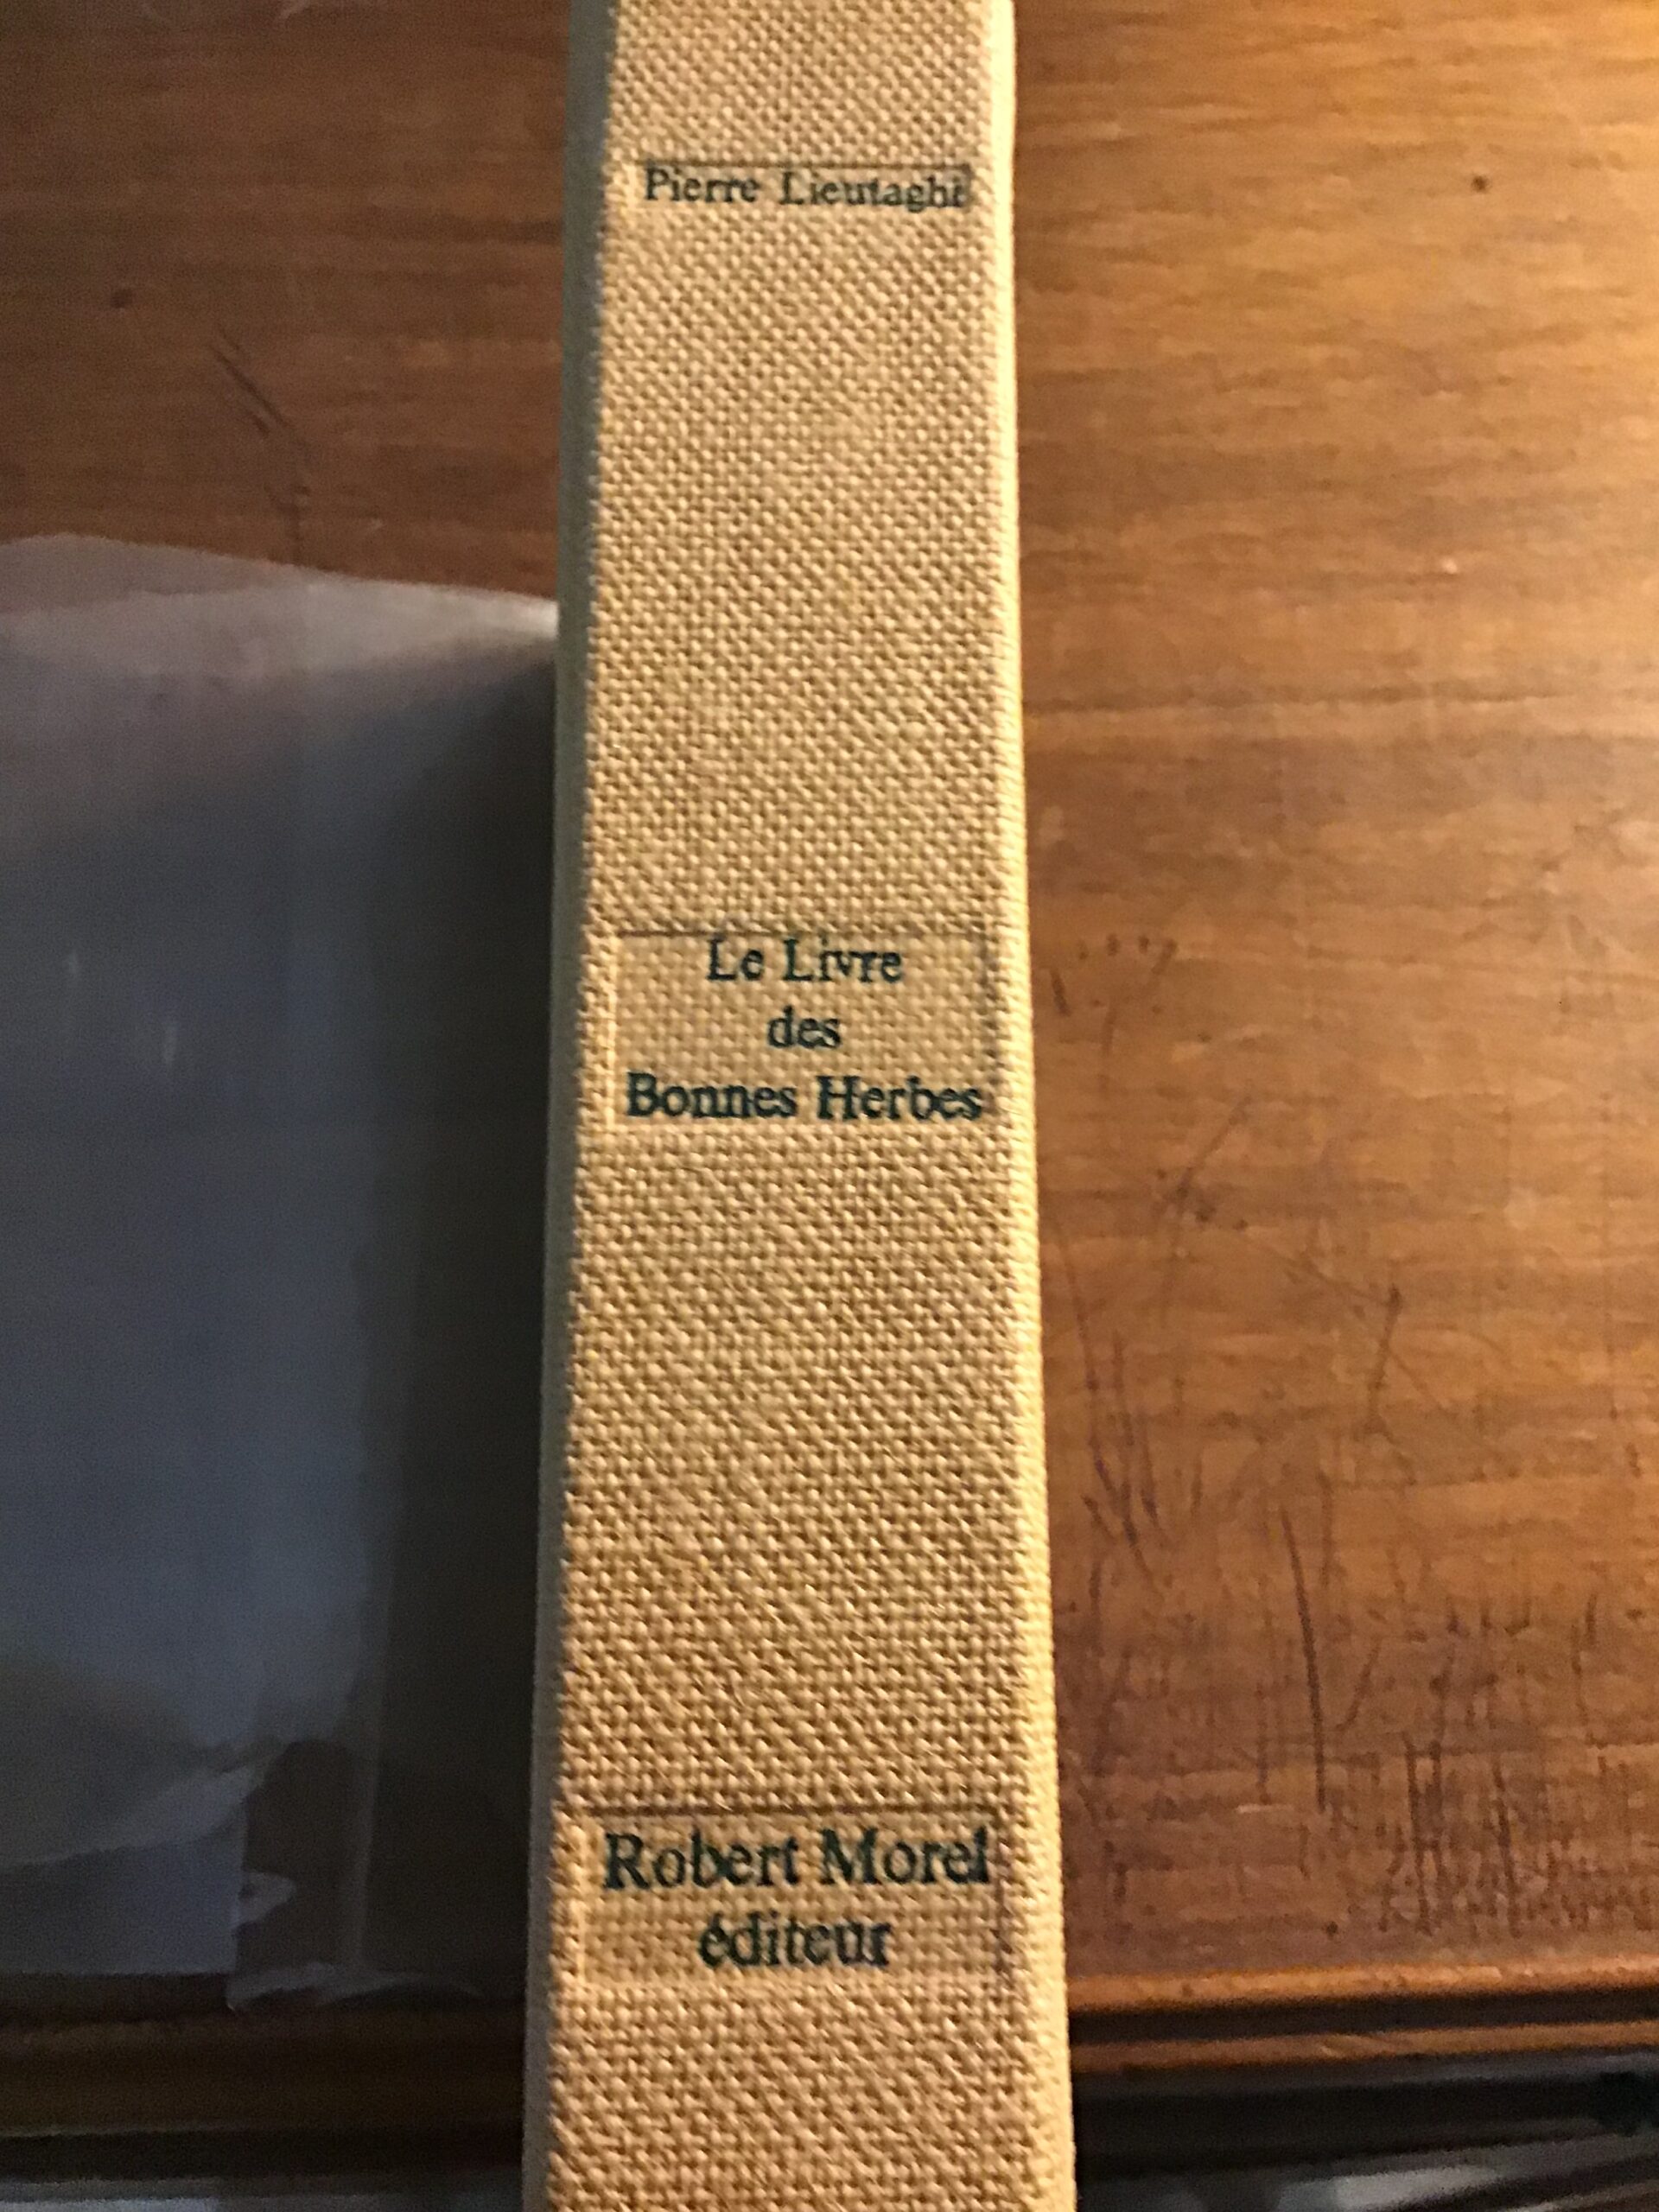 Pierre Lieutaghi
Le Livre
des
Bonnes Herbes
Robert Morel
éditeur